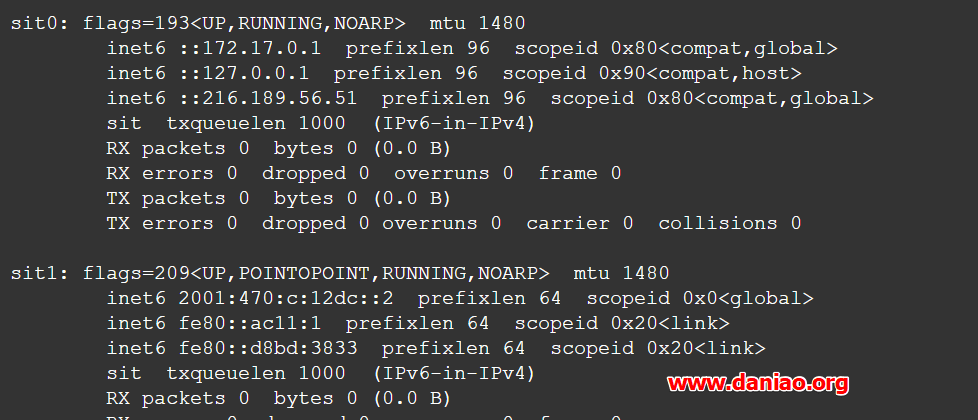 sit0: flags=193<UP,RUNNING,NOARP>  mtu 1480
        inet6 ::172.17.0.1  prefixlen 96  scopeid 0x80<compat,global>
        inet6 ::127.0.0.1  prefixlen 96  scopeid 0x90<compat,host>
        inet6 ::216.189.56.51  prefixlen 96  scopeid 0x80<compat,global>
        sit  txqueuelen 1000  (IPv6-in-IPv4)
        RX packets 0  bytes 0 (0.0 B)
        RX errors 0  dropped 0  overruns 0  frame 0
        TX packets 0  bytes 0 (0.0 B)
        TX errors 0  dropped 0 overruns 0  carrier 0  collisions 0
sit1: flags=209<UP,POINTOPOINT,RUNNING,NOARP>  mtu 1480
        inet6 2001:470:c:12dc::2  prefixlen 64  scopeid 0x0<global>
        inet6 fe80::ac11:1  prefixlen 64  scopeid 0x20<link>
        inet6 fe80::d8bd:3833  prefixlen 64  scopeid 0x20<link>
        sit  txqueuelen 1000  (IPv6-in-IPv4)
www.daniao.org
        RX packets 0  bytes 0 (0.0 B)